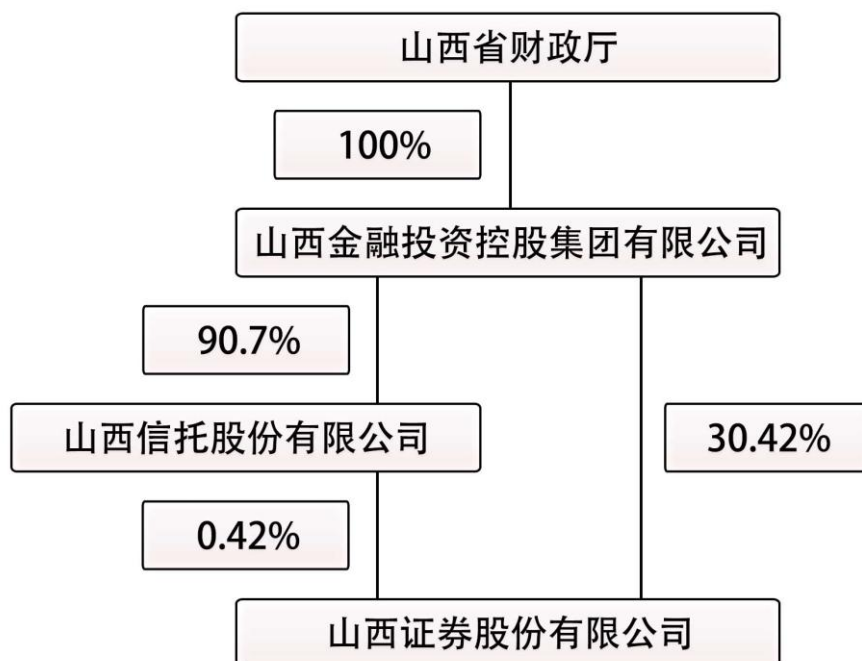 山西省财政厅
100%
山西金融投资控股集团有限公司
90.7%
山西信托股份有限公司
30.42%
0.42%
山西证券股份有限公司